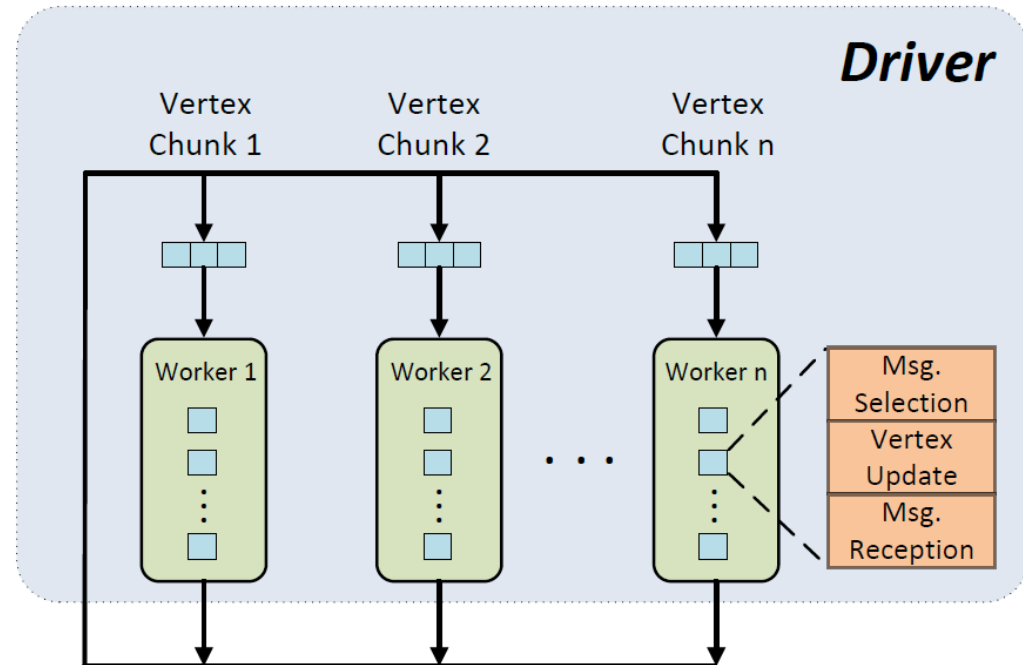 Driver
Vertex
Chunk 1
Vertex
Chunk 2
Vertex
Chunk n
Worker 1
Worker 2
Worker n
. . .
Msg.
Selection
Vertex
Update
Msg.
Reception